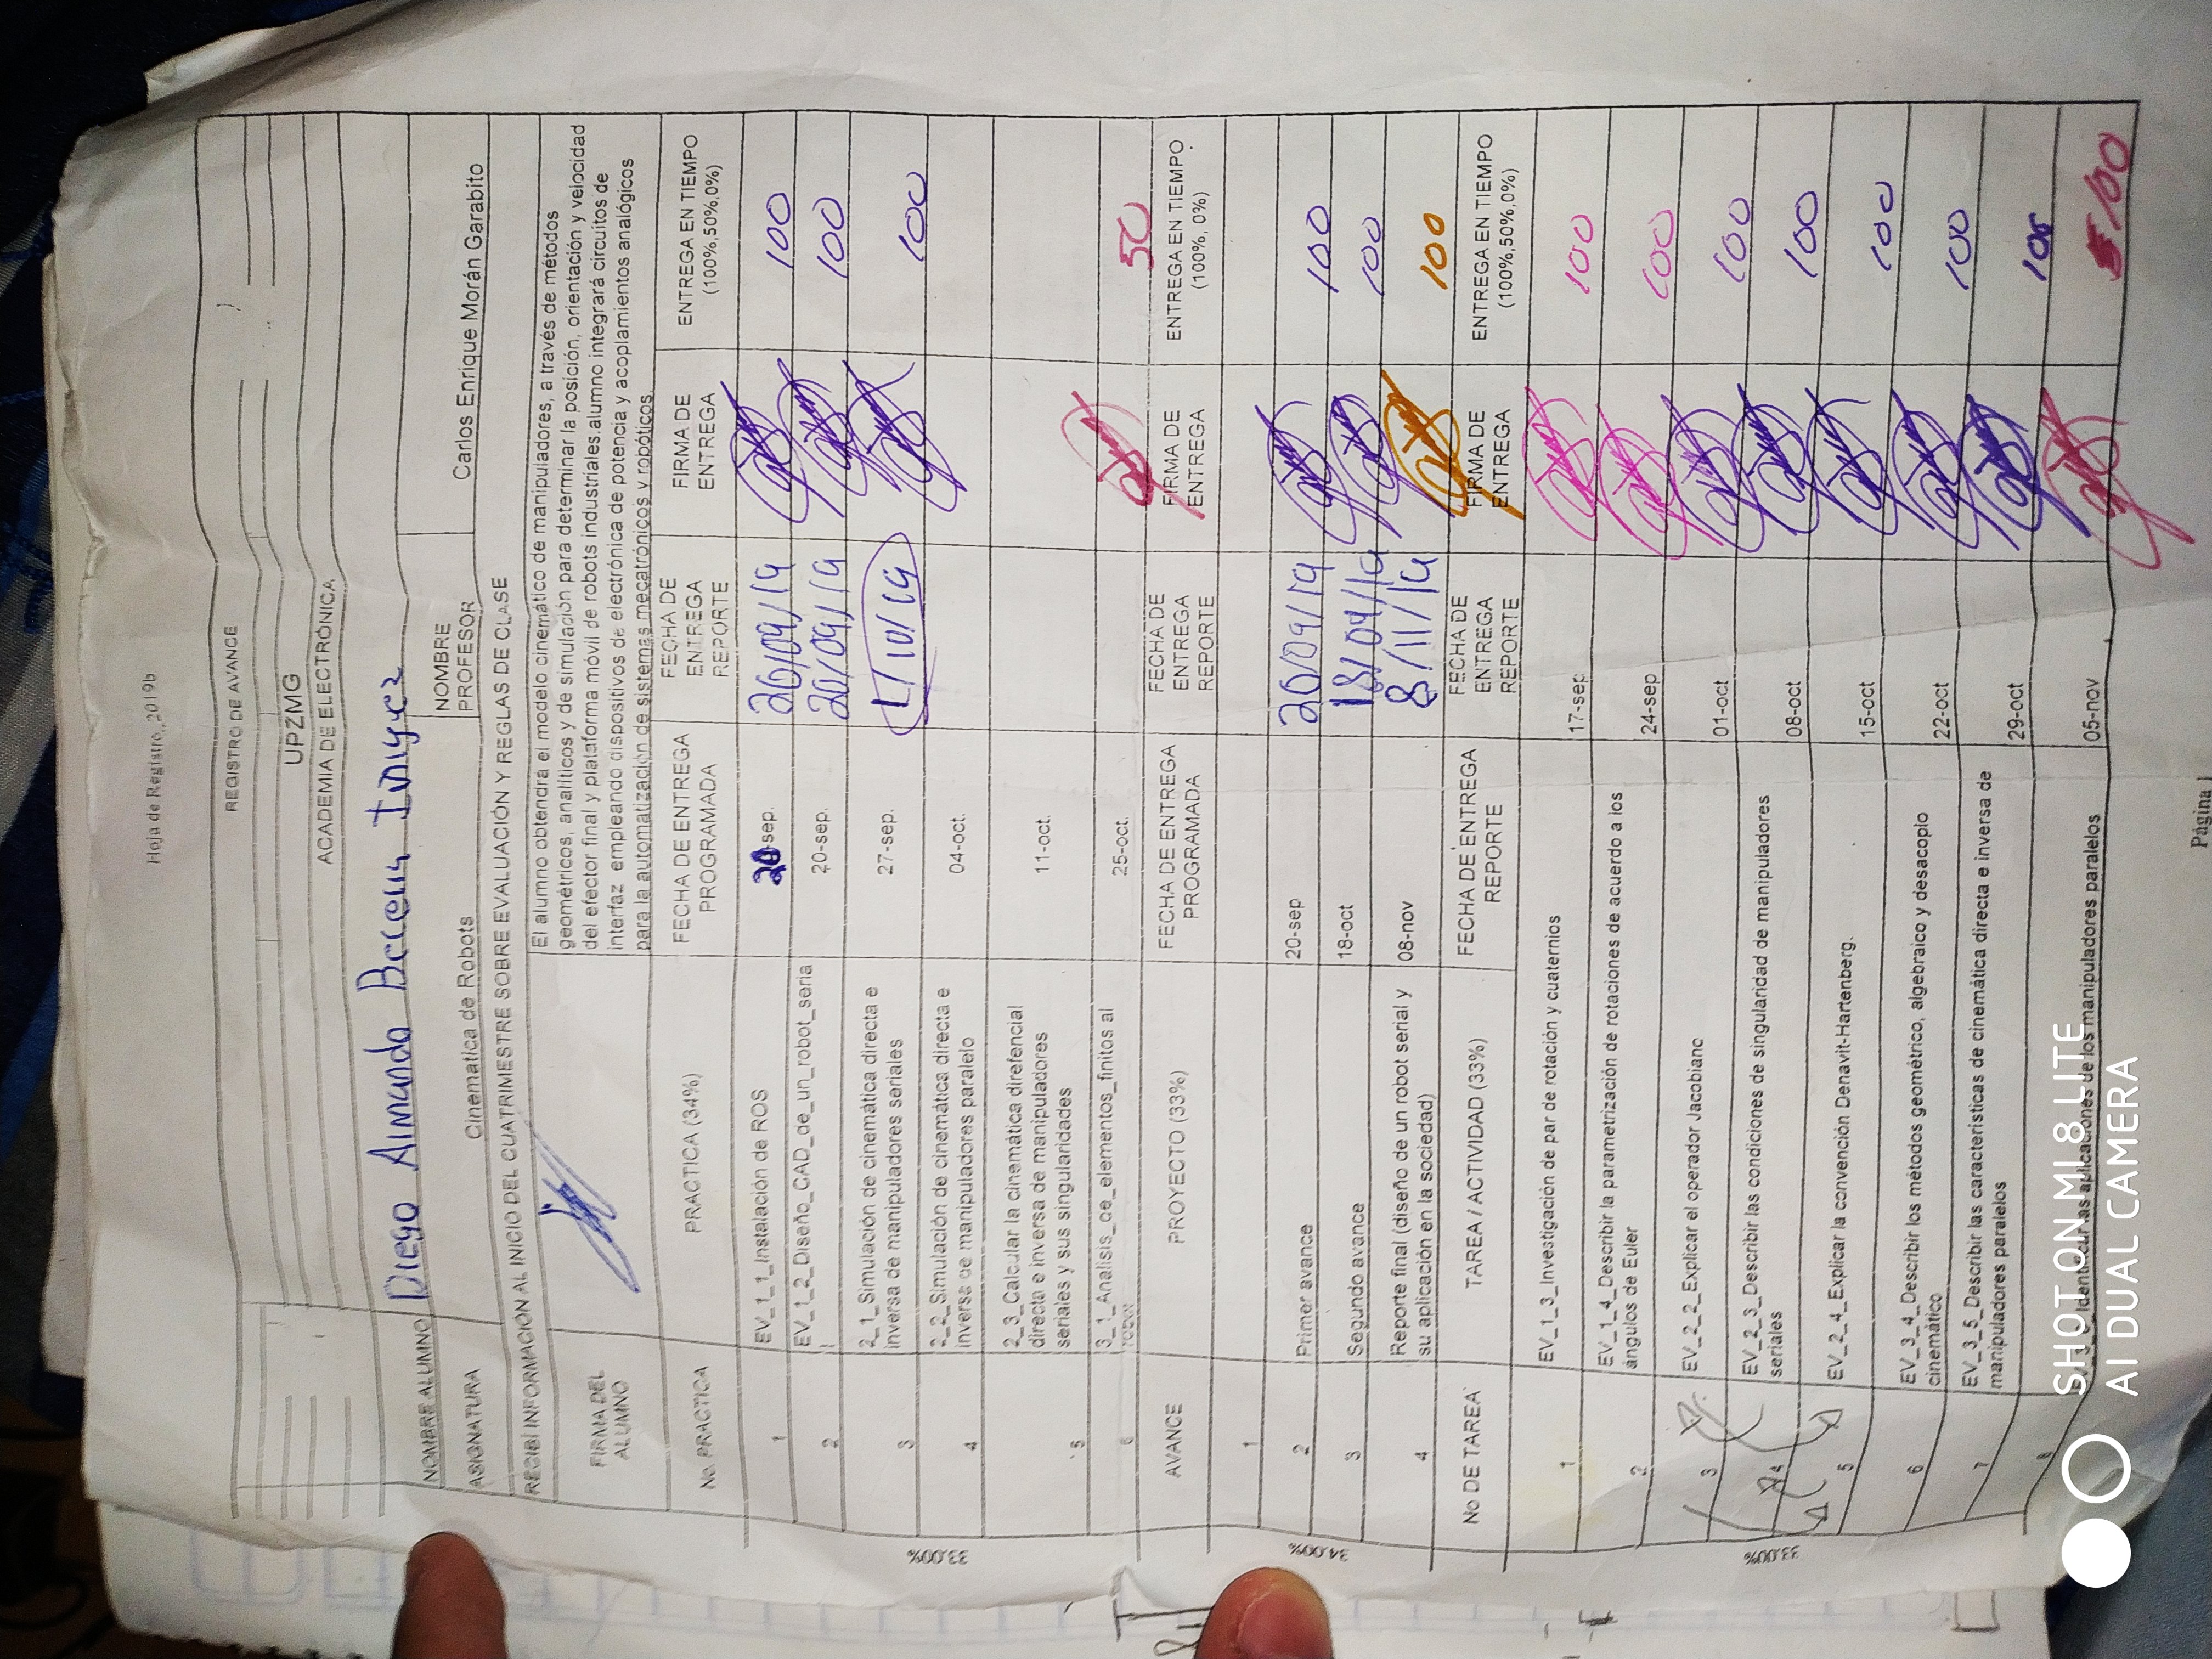 Hoja de Registro_2019b
REGISTRO DE AVANCE
UPZMG
ACADEMIA DE ELECTRÓNICA
NOMBRE ALUMNO Diego Armando Becerra Iniguez
ASIGNATURA Cinematica de Robots NOMBRE PROFESOR Carlos Enrique Morán Garabito
RECIBÍ INFORMACIÓN AL INICIO DEL CUATRIMESTRE SOBRE EVALUACIÓN Y REGLAS DE CLASE
FIRMA DEL ALUMNO
El alumno obtendra el modelo cinemático de manipuladores, a través de métodos
geométricos, analíticos y de simulación para determinar la posición, orientación y velocidad
del efector final y plataforma móvil de robots industriales.alumno integrará circuitos de
interfaz empleando dispositivos de electrónica de potencia y acoplamientos analógicos
para la automatización de sistemas mecatrónicos y robóticos.
No. PRACTICA PRACTICA (34%) FECHA DE ENTREGA PROGRAMADA FECHA DE ENTREGA REPORTE FIRMA DE ENTREGA ENTREGA EN TIEMPO (100%,50%,0%)
33.00%
1 EV_1_1_Instalación de ROS 20-sep. 20/09/19 100
2 EV_1_2_Diseño_CAD_de_un_robot_serial 20-sep. 20/09/19 100
3 2_1_Simulación de cinemática directa e inversa de manipuladores seriales 27-sep. 1/10/19 100
4 2_2_Simulación de cinemática directa e inversa de manipuladores paralelo 04-oct.
5 2_3_Calcular la cinemática direfencial directa e inversa de manipuladores seriales y sus singularidades 11-oct.
6 3_1_Analisis_de_elementos_finitos al robot 25-oct. 50
AVANCE PROYECTO (33%) FECHA DE ENTREGA PROGRAMADA FECHA DE ENTREGA REPORTE FIRMA DE ENTREGA ENTREGA EN TIEMPO (100%, 0%)
34.00%
1
2 Primer avance 20-sep 20/09/19 100
3 Segundo avance 18-oct 18/09/19 100
4 Reporte final (diseño de un robot serial y su aplicación en la sociedad) 08-nov 8/11/19 100
No DE TAREA TAREA / ACTIVIDAD (33%) FECHA DE ENTREGA REPORTE FECHA DE ENTREGA REPORTE FIRMA DE ENTREGA ENTREGA EN TIEMPO (100%,50%,0%)
33.00%
1 EV_1_3_Investigación de par de rotación y cuaternios 17-sep 100
2 EV_1_4_Describir la parametrización de rotaciones de acuerdo a los ángulos de Euler 24-sep 100
3 EV_2_2_Explicar el operador Jacobiano 01-oct 100
4 EV_2_3_Describir las condiciones de singularidad de manipuladores seriales 08-oct 100
5 EV_2_4_Explicar la convención Denavit-Hartenberg. 15-oct 100
6 EV_3_4_Describir los métodos geométrico, algebraico y desacoplo cinemático 22-oct 100
7 EV_3_5_Describir las características de cinemática directa e inversa de manipuladores paralelos 29-oct 100
8 Identificar las aplicaciones de los manipuladores paralelos 05-nov 100
SHOT ON MI 8 LITE
AI DUAL CAMERA
Página 1